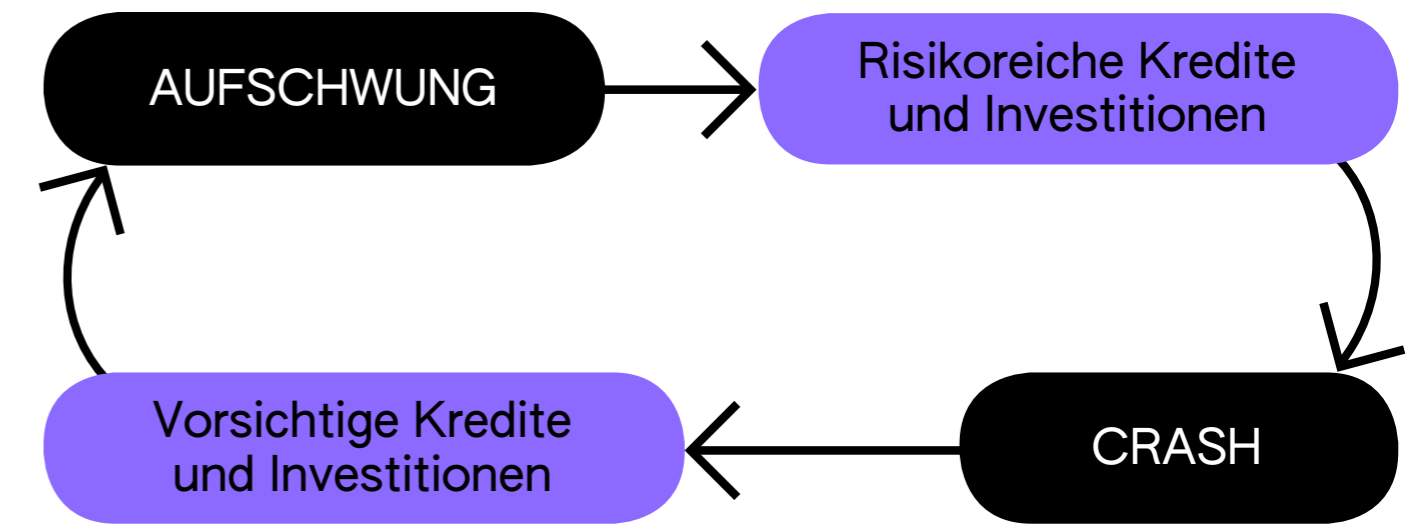 AUFSCHWUNG
Risikoreiche Kredite
und Investitionen
Vorsichtige Kredite
und Investitionen
CRASH